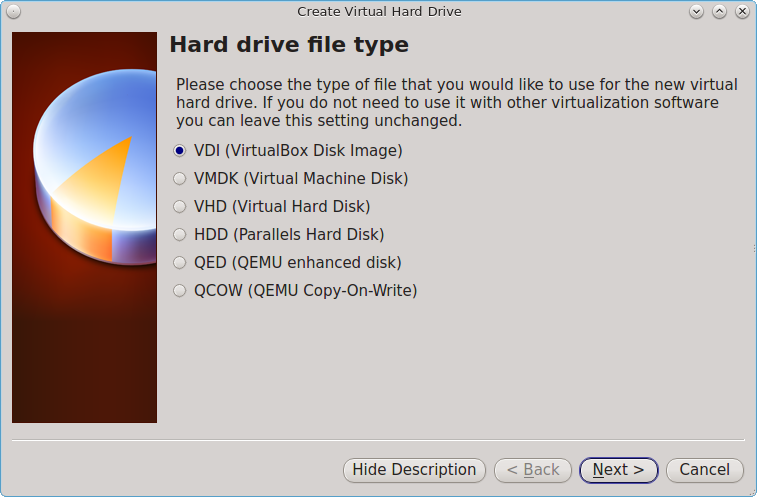 Create Virtual Hard Drive
Hard drive file type
Please choose the type of file that you would like to use for the new virtual
hard drive. If you do not need to use it with other virtualization software
you can leave this setting unchanged.
VDI (VirtualBox Disk Image)
VMDK (Virtual Machine Disk)
VHD (Virtual Hard Disk)
HDD (Parallels Hard Disk)
QED (QEMU enhanced disk)
QCOW (QEMU Copy-On-Write)
Hide Description < Back Next > Cancel